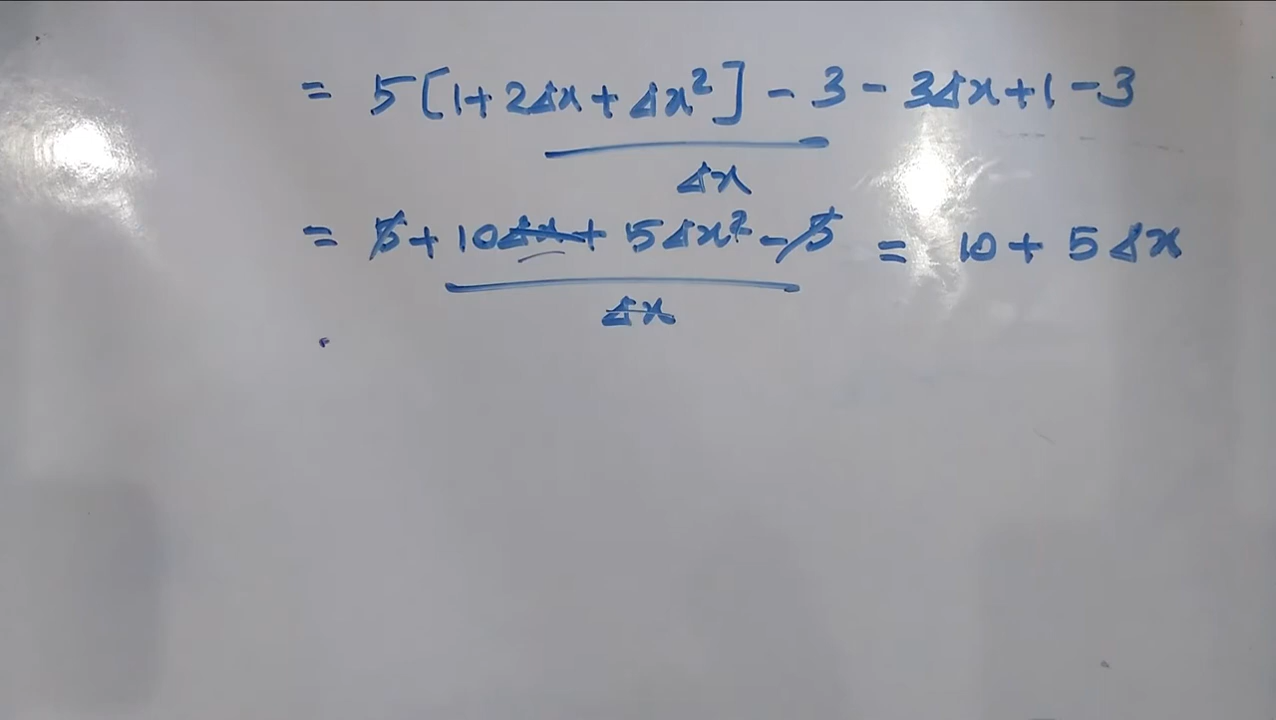 = 5[1+2Δx+Δx²] - 3 - 3Δx+1-3
Δx
= 5+10Δx+ 5Δx²-5 = 10+ 5Δx
Δx